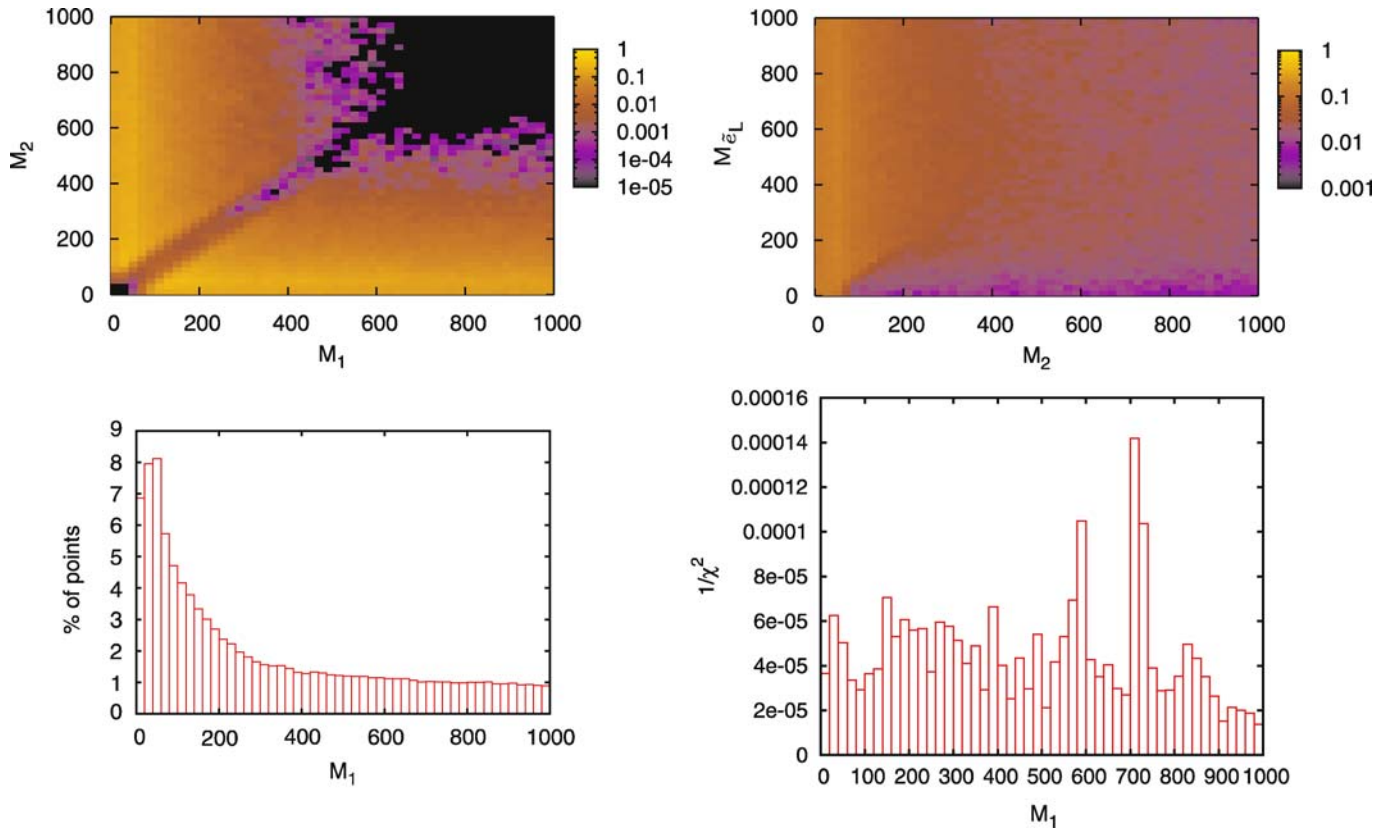 1000
800
600
400
200
0
M₂
0 200 400 600 800 1000
M₁
1
0.1
0.01
0.001
1e-04
1e-05
1000
800
600
400
200
0
M_ẽ_L
0 200 400 600 800 1000
M₂
1
0.1
0.01
0.001
9
8
7
6
5
4
3
2
1
0
% of points
0 200 400 600 800 1000
M₁
0.00016
0.00014
0.00012
0.0001
8e-05
6e-05
4e-05
2e-05
0
1/χ²
0 100 200 300 400 500 600 700 800 900 1000
M₁